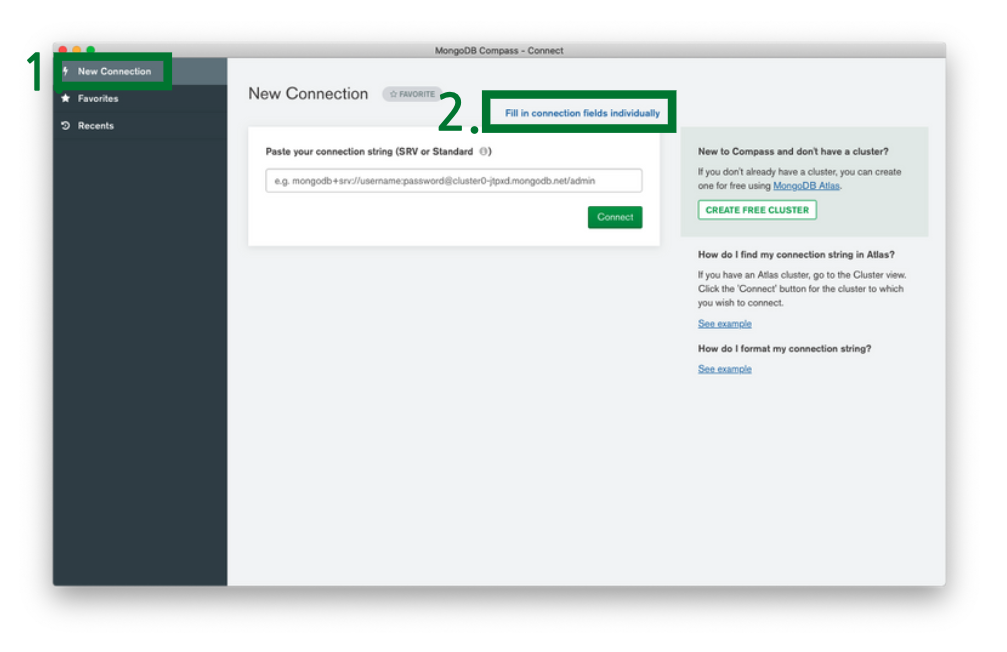 MongoDB Compass - Connect
1
New Connection
Favorites
Recents
New Connection
FAVORITE
2.
Fill in connection fields individually
Paste your connection string (SRV or Standard
)
e.g. mongodb+srv://username:password@cluster0-jtpxd.mongodb.net/admin
Connect
New to Compass and don't have a cluster?
If you don't already have a cluster, you can create
one for free using MongoDB Atlas.
CREATE FREE CLUSTER
How do I find my connection string in Atlas?
If you have an Atlas cluster, go to the Cluster view.
Click the 'Connect' button for the cluster to which
you wish to connect.
See example
How do I format my connection string?
See example